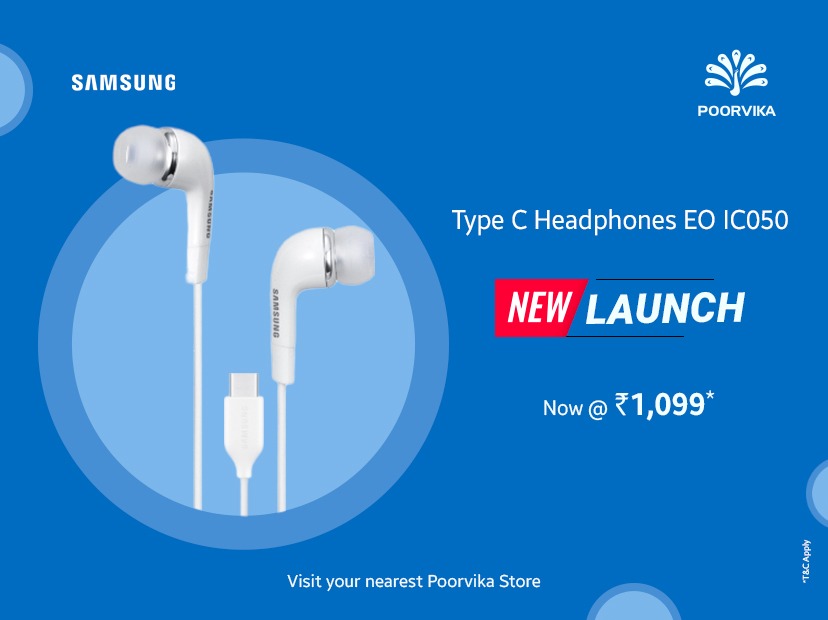 SAMSUNG
POORVIKA
SAMSUNG
SAMSUNG
SAMSUNG
Type C Headphones EO IC050
NEW LAUNCH
Now @ ₹1,099*
*T&C Apply
Visit your nearest Poorvika Store